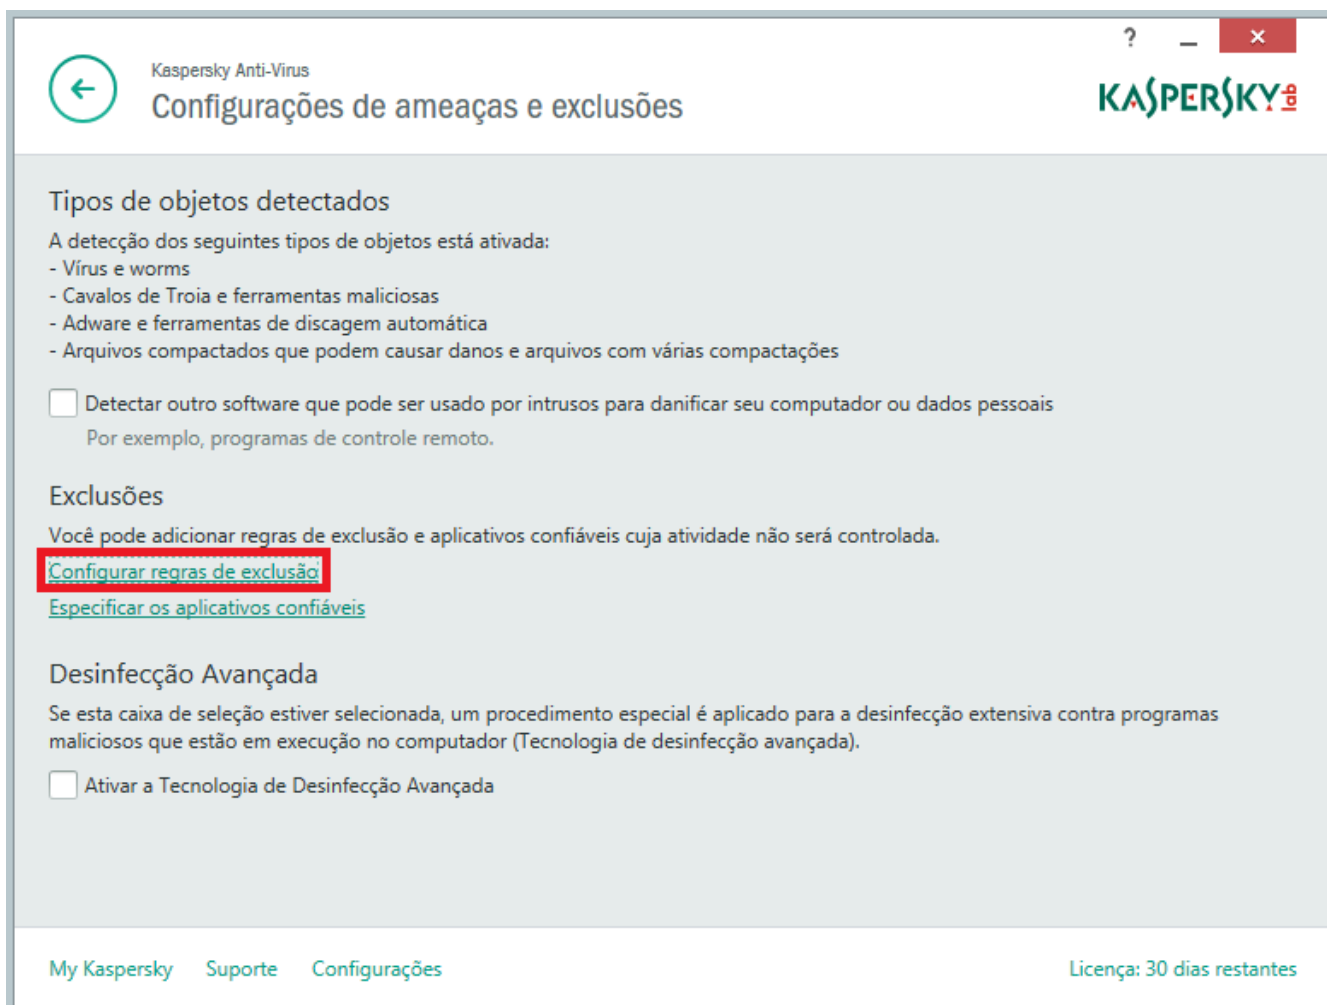 ?
Kaspersky Anti-Virus
Configurações de ameaças e exclusões
KASPERSKY lab
Tipos de objetos detectados
A detecção dos seguintes tipos de objetos está ativada:
- Vírus e worms
- Cavalos de Troia e ferramentas maliciosas
- Adware e ferramentas de discagem automática
- Arquivos compactados que podem causar danos e arquivos com várias compactações
Detectar outro software que pode ser usado por intrusos para danificar seu computador ou dados pessoais
Por exemplo, programas de controle remoto.
Exclusões
Você pode adicionar regras de exclusão e aplicativos confiáveis cuja atividade não será controlada.
Configurar regras de exclusão
Especificar os aplicativos confiáveis
Desinfecção Avançada
Se esta caixa de seleção estiver selecionada, um procedimento especial é aplicado para a desinfecção extensiva contra programas
maliciosos que estão em execução no computador (Tecnologia de desinfecção avançada).
Ativar a Tecnologia de Desinfecção Avançada
My Kaspersky Suporte Configurações Licença: 30 dias restantes